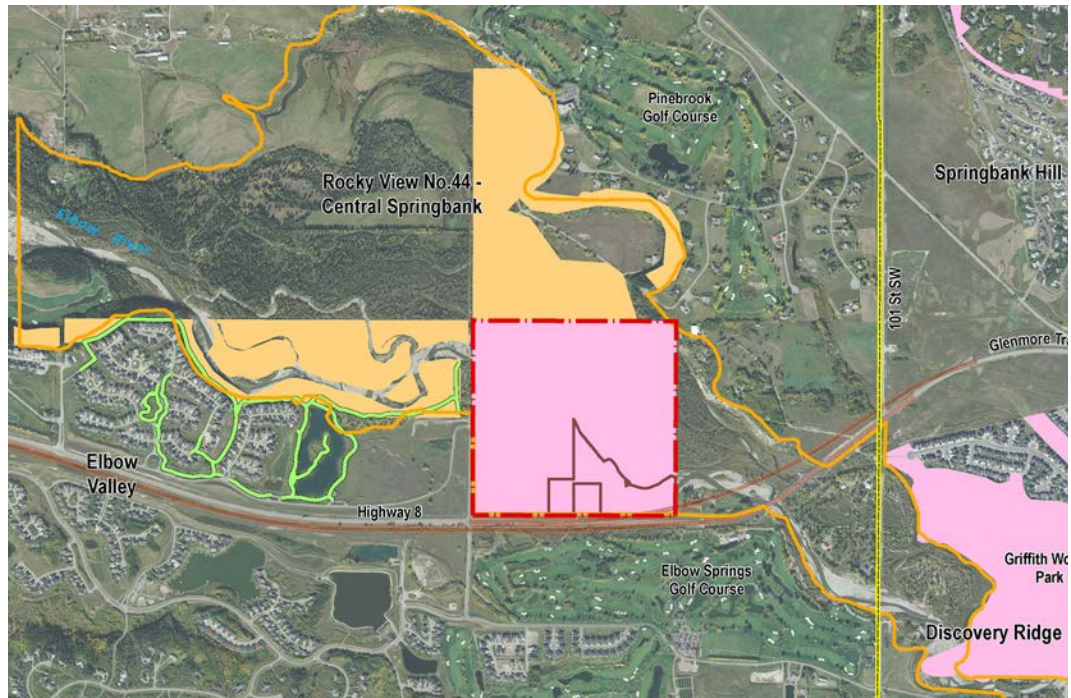 Pinebrook
Golf Course
Rocky View No.44 -
Central Springbank
Springbank Hill
Elbow River
101 St SW
Glenmore Tr
Elbow
Valley
Highway 8
Elbow Springs
Golf Course
Griffith Wo
Park
Discovery Ridge